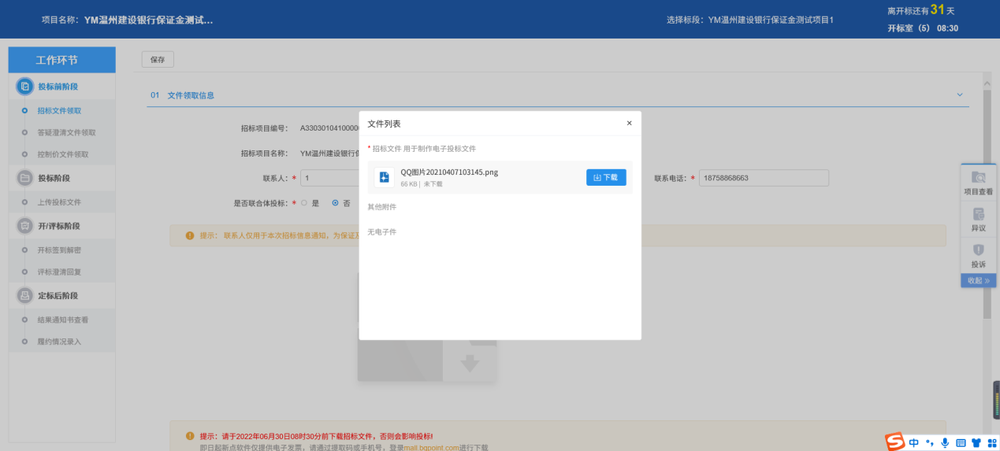 项目名称: YM温州建设银行保证金测试...
选择标段: YM温州建设银行保证金测试项目1
离开标还有31天
开标室（5） 08:30
工作环节
投标前阶段
招标文件领取
答疑澄清文件领取
控制价文件领取
投标阶段
上传投标文件
开/评标阶段
开标签到解密
评标澄清回复
定标后阶段
结果通知书查看
履约情况录入
保存
01 文件领取信息
招标项目编号: A3303010410000
招标项目名称: YM温州建设银行
联系人: * 1
联系电话: * 18758868663
是否联合体投标: * 是 否
提示: 联系人仅用于本次招标信息通知，为保证及
文件列表 ×
* 招标文件 用于制作电子投标文件
QQ图片20210407103145.png
66 KB | 未下载
下载
其他附件
无电子件
提示: 请于2022年06月30日08时30分前下载招标文件，否则会影响投标!
即日起新点软件仅提供电子发票，请通过提取码或手机号，登录mall.bqpoint.com进行下载
项目查看
异议
投诉
收起 »
中